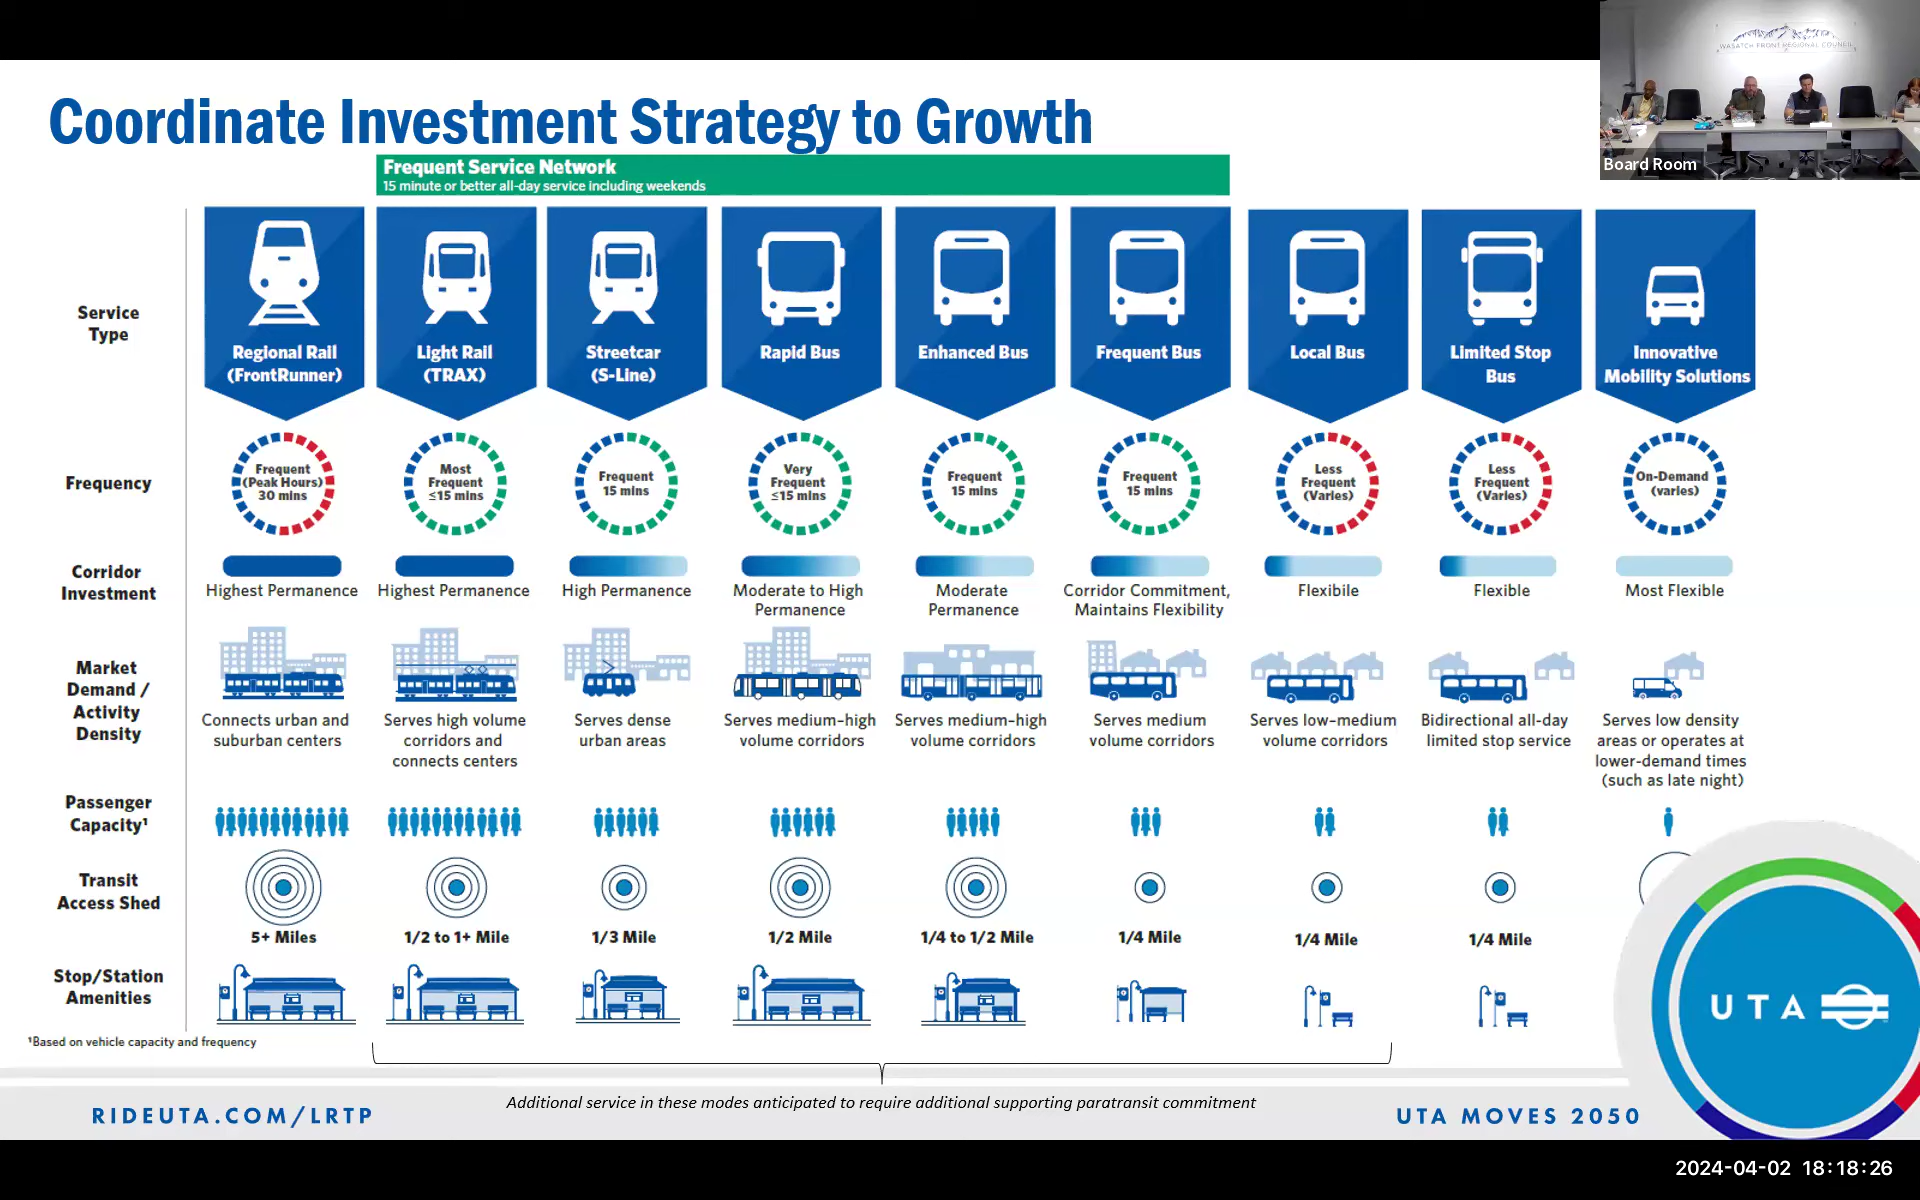 WASATCH FRONT REGIONAL COUNCIL
Board Room
Coordinate Investment Strategy to Growth
Frequent Service Network
15 minute or better all-day service including weekends
Service
Type
Regional Rail
(FrontRunner)
Light Rail
(TRAX)
Streetcar
(S-Line)
Rapid Bus
Enhanced Bus
Frequent Bus
Local Bus
Limited Stop
Bus
Innovative
Mobility Solutions
Frequency
Frequent
(Peak Hours)
30 mins
Most
Frequent
≤15 mins
Frequent
15 mins
Very
Frequent
≤15 mins
Frequent
15 mins
Frequent
15 mins
Less
Frequent
(Varies)
Less
Frequent
(Varies)
On-Demand
(varies)
Corridor
Investment
Highest Permanence
Highest Permanence
High Permanence
Moderate to High
Permanence
Moderate
Permanence
Corridor Commitment,
Maintains Flexibility
Flexibile
Flexible
Most Flexible
Market
Demand /
Activity
Density
Connects urban and
suburban centers
Serves high volume
corridors and
connects centers
Serves dense
urban areas
Serves medium–high
volume corridors
Serves medium–high
volume corridors
Serves medium
volume corridors
Serves low–medium
volume corridors
Bidirectional all-day
limited stop service
Serves low density
areas or operates at
lower-demand times
(such as late night)
Passenger
Capacity¹
Transit
Access Shed
5+ Miles
1/2 to 1+ Mile
1/3 Mile
1/2 Mile
1/4 to 1/2 Mile
1/4 Mile
1/4 Mile
1/4 Mile
Stop/Station
Amenities
¹Based on vehicle capacity and frequency
Additional service in these modes anticipated to require additional supporting paratransit commitment
RIDEUTA.COM/LRTP
UTA MOVES 2050
UTA
2024-04-02 18:18:26